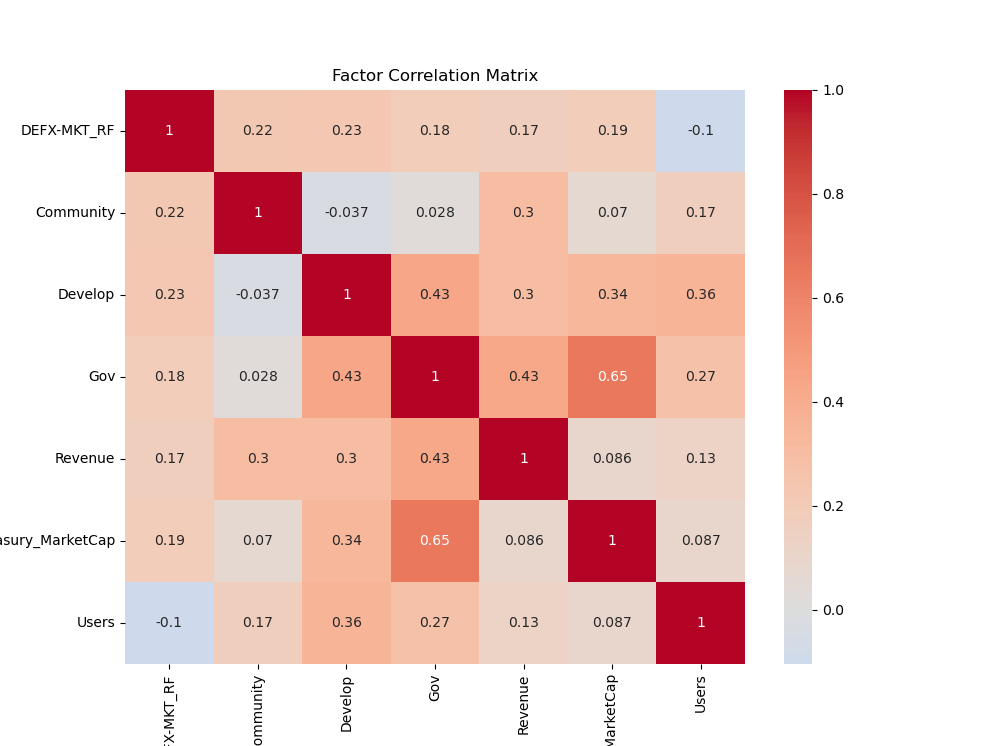 Factor Correlation Matrix
DEFX-MKT_RF 1 0.22 0.23 0.18 0.17 0.19 -0.1
Community 0.22 1 -0.037 0.028 0.3 0.07 0.17
Develop 0.23 -0.037 1 0.43 0.3 0.34 0.36
Gov 0.18 0.028 0.43 1 0.43 0.65 0.27
Revenue 0.17 0.3 0.3 0.43 1 0.086 0.13
asury_MarketCap 0.19 0.07 0.34 0.65 0.086 1 0.087
Users -0.1 0.17 0.36 0.27 0.13 0.087 1
FX-MKT_RF
ommunity
Develop
Gov
Revenue
MarketCap
Users
1.0
0.8
0.6
0.4
0.2
0.0